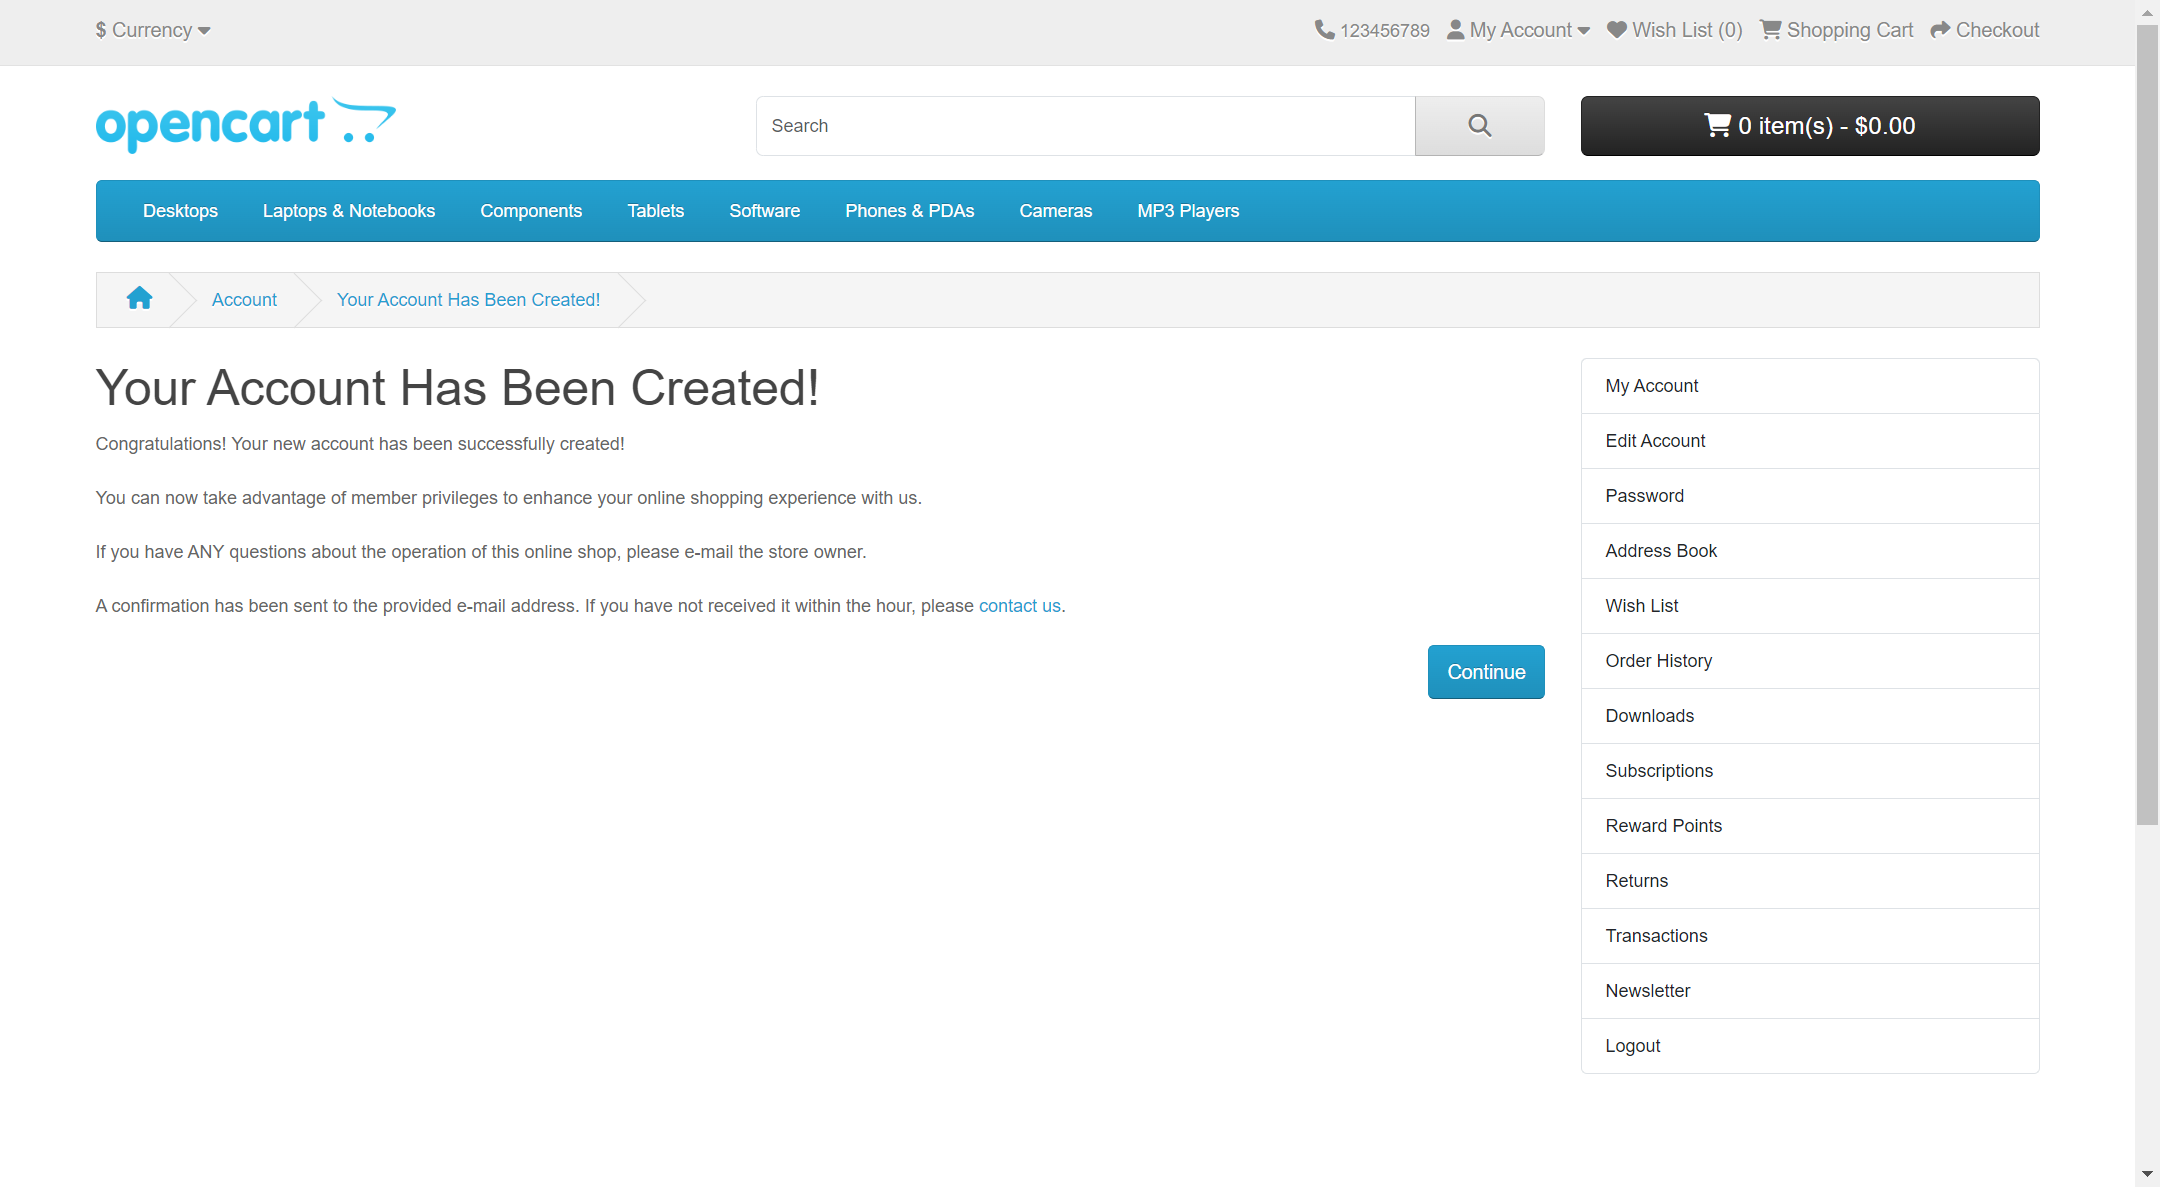 $ Currency
123456789 My Account Wish List (0) Shopping Cart Checkout
opencart
Search
0 item(s) - $0.00
Desktops Laptops & Notebooks Components Tablets Software Phones & PDAs Cameras MP3 Players
Account Your Account Has Been Created!
Your Account Has Been Created!
Congratulations! Your new account has been successfully created!
You can now take advantage of member privileges to enhance your online shopping experience with us.
If you have ANY questions about the operation of this online shop, please e-mail the store owner.
A confirmation has been sent to the provided e-mail address. If you have not received it within the hour, please contact us.
Continue
My Account
Edit Account
Password
Address Book
Wish List
Order History
Downloads
Subscriptions
Reward Points
Returns
Transactions
Newsletter
Logout